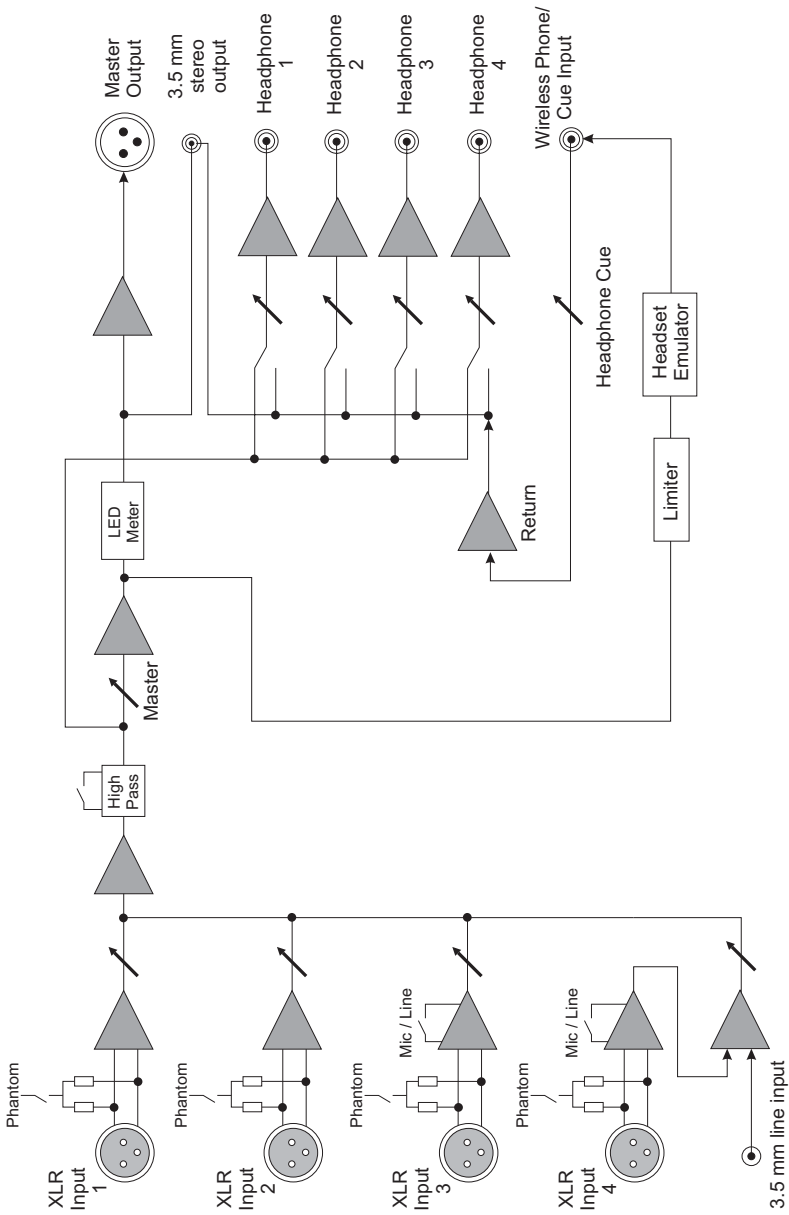 Master
Output
3.5 mm
stereo
output
Headphone
1
Headphone
2
Headphone
3
Headphone
4
Wireless Phone/
Cue Input
Headphone Cue
Headset
Emulator
Limiter
LED
Meter
Return
Master
High
Pass
Phantom
XLR
Input
1
Phantom
XLR
Input
2
Mic / Line
Phantom
XLR
Input
3
Mic / Line
Phantom
XLR
Input
4
3.5 mm line input